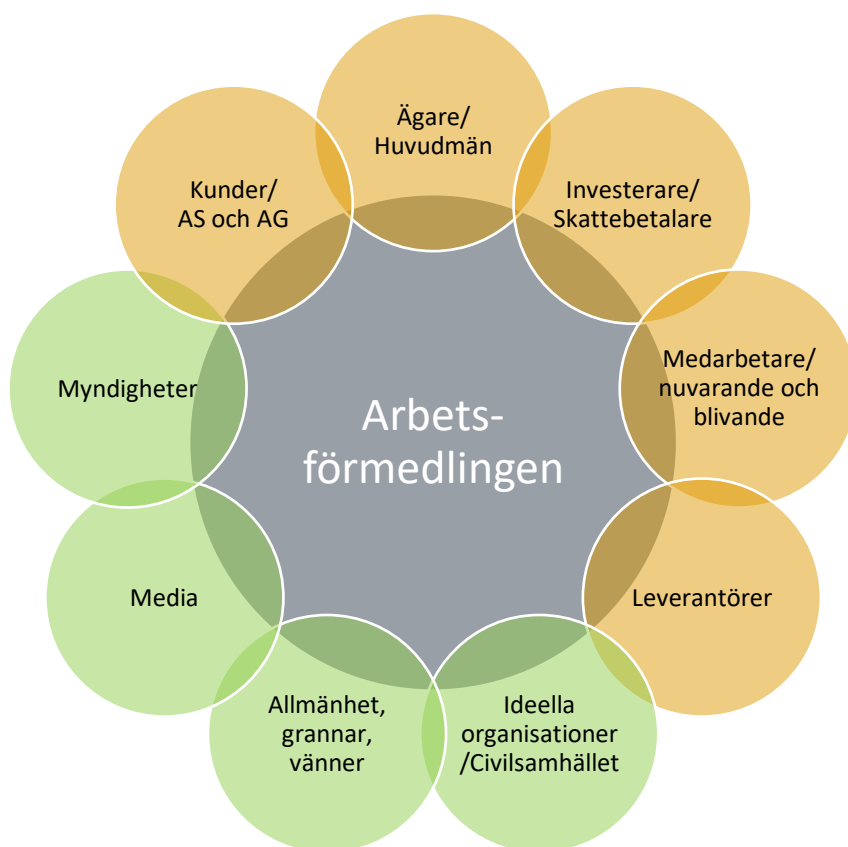 Ägare/
Huvudmän
Investerare/
Skattebetalare
Medarbetare/
nuvarande och
blivande
Leverantörer
Ideella
organisationer
/Civilsamhället
Allmänhet,
grannar,
vänner
Media
Myndigheter
Kunder/
AS och AG
Arbets-
förmedlingen